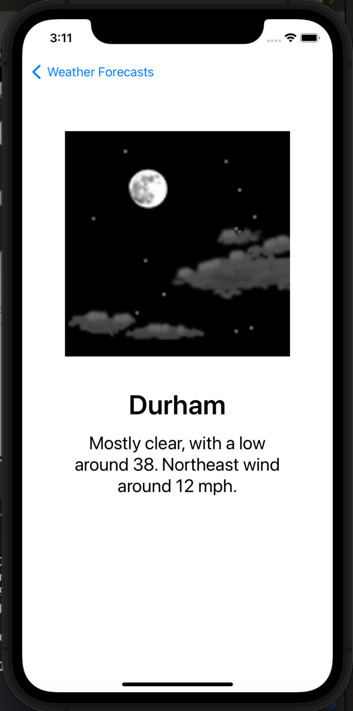 3:11
Weather Forecasts
Durham
Mostly clear, with a low
around 38. Northeast wind
around 12 mph.